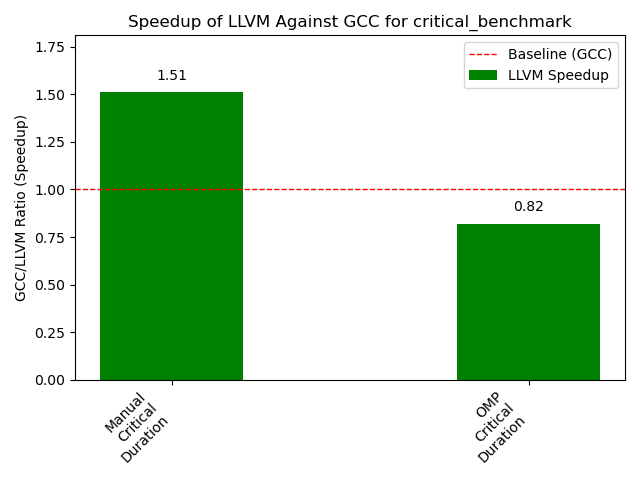 Speedup of LLVM Against GCC for critical_benchmark
GCC/LLVM Ratio (Speedup)
1.75
1.50
1.25
1.00
0.75
0.50
0.25
0.00
Baseline (GCC)
LLVM Speedup
1.51
0.82
Manual
Critical
Duration
OMP
Critical
Duration